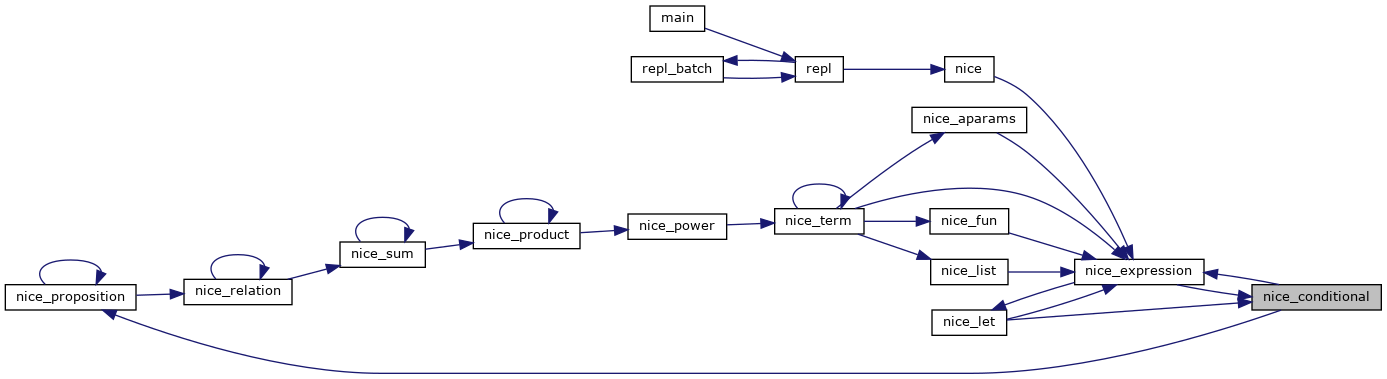 main
repl_batch
repl
nice
nice_aparams
nice_term
nice_fun
nice_power
nice_product
nice_sum
nice_list
nice_expression
nice_relation
nice_proposition
nice_conditional
nice_let